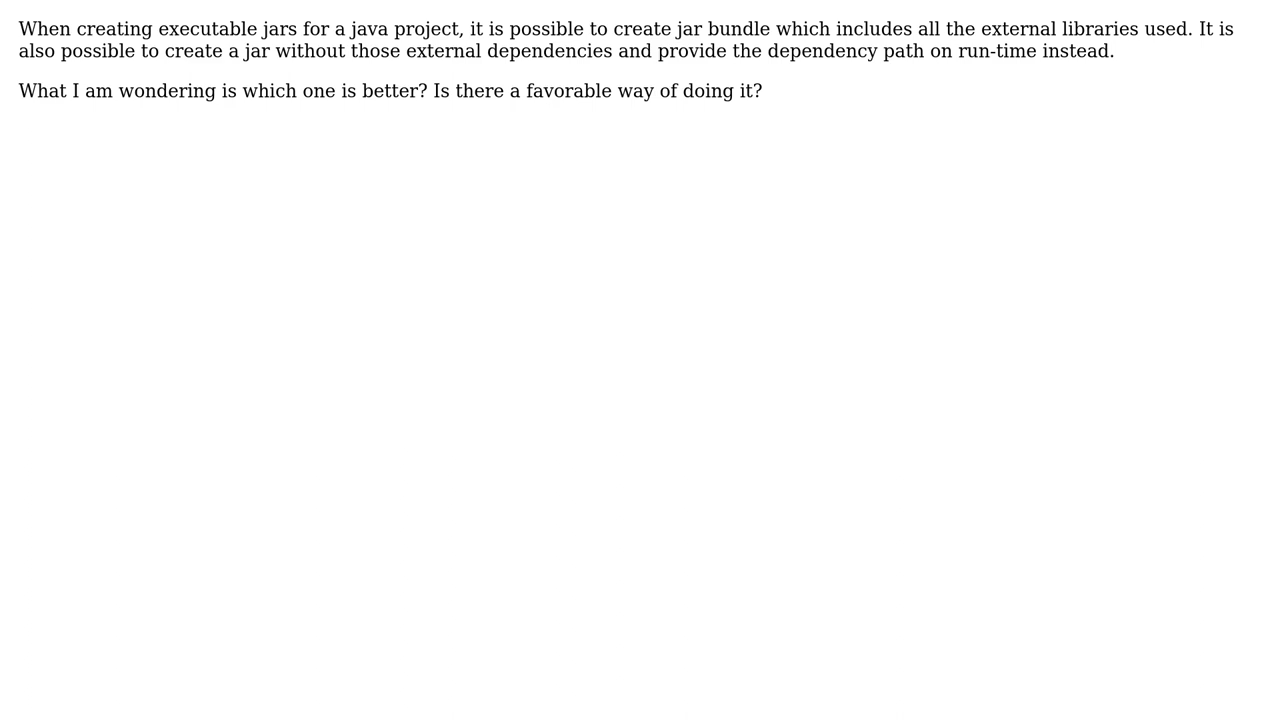 When creating executable jars for a java project, it is possible to create jar bundle which includes all the external libraries used. It is
also possible to create a jar without those external dependencies and provide the dependency path on run-time instead.
What I am wondering is which one is better? Is there a favorable way of doing it?